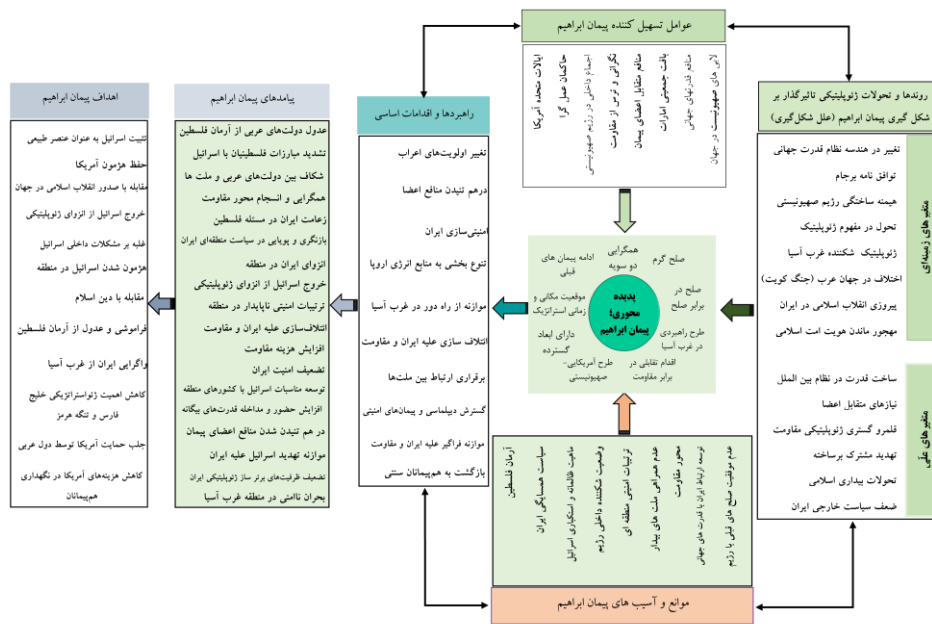 عوامل تسهیل کننده پیمان ابراهیم
لابی های صهیونیست در جهان
منافع قدرتهای جهانی
بافت جمعیتی امارات
منافع متقابل اعضای پیمان
نگرانی و ترس از مقاومت
اجماع داخلی در رژیم صهیونیستی
حاکمان عمل گرا
ایالات متحده آمریکا
روندها و تحولات ژئوپلیتیکی تاثیرگذار بر
شکل گیری پیمان ابراهیم (علل شکل‌گیری)
متغیرهای زمینه‌ای
تغییر در هندسه نظام قدرت جهانی
توافق نامه برجام
هیمنه ساختگی رژیم صهیونیستی
تحول در مفهوم ژئوپلیتیک
ژئوپلیتیک شکننده غرب آسیا
اختلاف در جهان عرب (جنگ کویت)
پیروزی انقلاب اسلامی در ایران
مهجور ماندن هویت امت اسلامی
متغیرهای علّی
ساخت قدرت در نظام بین الملل
نیازهای متقابل اعضا
قلمرو گستری ژئوپلیتیکی مقاومت
تهدید مشترک برساخته
تحولات بیداری اسلامی
ضعف سیاست خارجی ایران
پدیده
محوری؛
پیمان ابراهیم
صلح گرم
همگرایی
دو سویه
ادامه پیمان های
قبلی
صلح در
برابر صلح
موقعیت مکانی و
زمانی استراتژیک
طرح راهبردی
در غرب آسیا
دارای ابعاد
گسترده
اقدام تقابلی در
برابر مقاومت
طرح آمریکایی-
صهیونیستی
عدم موفقیت صلح های قبلی با رژیم
توسعه ارتباط ایران با قدرت های جهانی
محور مقاومت
عدم همراهی ملت های بیدار
ترتیبات امنیتی منطقه ای
وضعیت شکننده داخلی رژیم
ماهیت ظالمانه و استکباری اسرائیل
سیاست همسایگی ایران
آرمان فلسطین
موانع و آسیب های پیمان ابراهیم
راهبردها و اقدامات اساسی
تغییر اولویت‌های اعراب
درهم تنیدن منافع اعضا
امنیتی‌سازی ایران
تنوع بخشی به منابع انرژی اروپا
موازنه از راه دور در غرب آسیا
ائتلاف سازی علیه ایران و مقاومت
برقراری ارتباط بین ملت‌ها
گسترش دیپلماسی و پیمان‌های امنیتی
موازنه فراگیر علیه ایران و مقاومت
بازگشت به هم‌پیمانان سنتی
پیامدهای پیمان ابراهیم
عدول دولت‌های عربی از آرمان فلسطین
تشدید مبارزات فلسطینیان با اسرائیل
شکاف بین دولت‌های عربی و ملت ها
همگرایی و انسجام محور مقاومت
زعامت ایران در مسئله فلسطین
بازنگری و پویایی در سیاست منطقه‌ای ایران
انزوای ایران در منطقه
خروج اسرائیل از انزوای ژئوپلیتیکی
ترتیبات امنیتی ناپایدار در منطقه
ائتلاف‌سازی علیه ایران و مقاومت
افزایش هزینه مقاومت
تضعیف امنیت ایران
توسعه مناسبات اسرائیل با کشورهای منطقه
افزایش حضور و مداخله قدرت‌های بیگانه
در هم تنیدن شدن منافع اعضای پیمان
موازنه تهدید اسرائیل علیه ایران
تضعیف ظرفیت‌های برتر ساز ژئوپلیتیکی ایران
بحران ناامنی در منطقه غرب آسیا
اهداف پیمان ابراهیم
تثبیت اسرائیل به عنوان عنصر طبیعی
حفظ هژمون آمریکا
مقابله با صدور انقلاب اسلامی در جهان
خروج اسرائیل از انزوای ژئوپلیتیکی
غلبه بر مشکلات داخلی اسرائیل
هژمون شدن اسرائیل در منطقه
مقابله با دین اسلام
فراموشی و عدول از آرمان فلسطین
واگرایی ایران از غرب آسیا
کاهش اهمیت ژئواستراتژیکی خلیج
فارس و تنگه هرمز
جلب حمایت آمریکا توسط دول عربی
کاهش هزینه‌های آمریکا در نگهداری
هم‌پیمانان